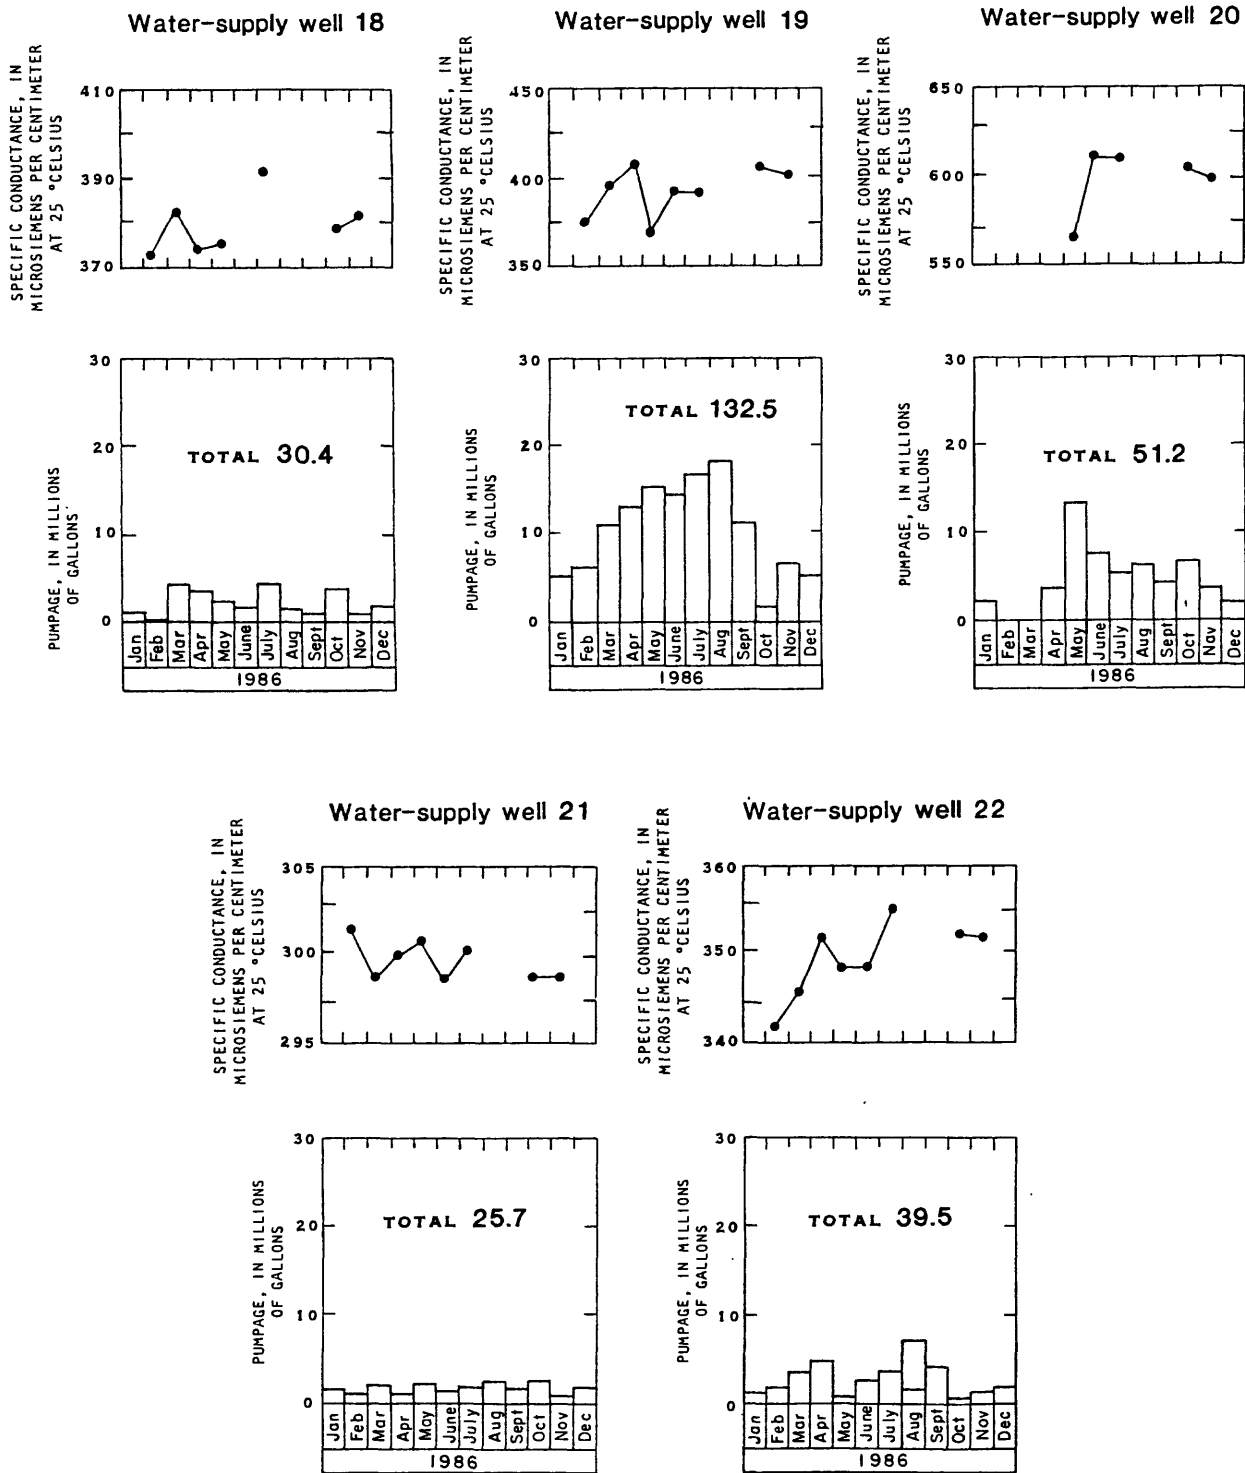 Water-supply well 18
SPECIFIC CONDUCTANCE, IN
MICROSIEMENS PER CENTIMETER
AT 25 °CELSIUS
410
390
370
PUMPAGE, IN MILLIONS
OF GALLONS
30
20
10
0
TOTAL 30.4
Jan Feb Mar Apr May June July Aug Sept Oct Nov Dec
1986
Water-supply well 19
SPECIFIC CONDUCTANCE, IN
MICROSIEMENS PER CENTIMETER
AT 25 °CELSIUS
450
400
350
PUMPAGE, IN MILLIONS
OF GALLONS
30
20
10
0
TOTAL 132.5
Jan Feb Mar Apr May June July Aug Sept Oct Nov Dec
1986
Water-supply well 20
SPECIFIC CONDUCTANCE, IN
MICROSIEMENS PER CENTIMETER
AT 25 °CELSIUS
650
600
550
PUMPAGE, IN MILLIONS
OF GALLONS
30
20
10
0
TOTAL 51.2
Jan Feb Mar Apr May June July Aug Sept Oct Nov Dec
1986
Water-supply well 21
SPECIFIC CONDUCTANCE, IN
MICROSIEMENS PER CENTIMETER
AT 25 °CELSIUS
305
300
295
PUMPAGE, IN MILLIONS
OF GALLONS
30
20
10
0
TOTAL 25.7
Jan Feb Mar Apr May June July Aug Sept Oct Nov Dec
1986
Water-supply well 22
SPECIFIC CONDUCTANCE, IN
MICROSIEMENS PER CENTIMETER
AT 25 °CELSIUS
360
350
340
PUMPAGE, IN MILLIONS
OF GALLONS
30
20
10
0
TOTAL 39.5
Jan Feb Mar Apr May June July Aug Sept Oct Nov Dec
1986